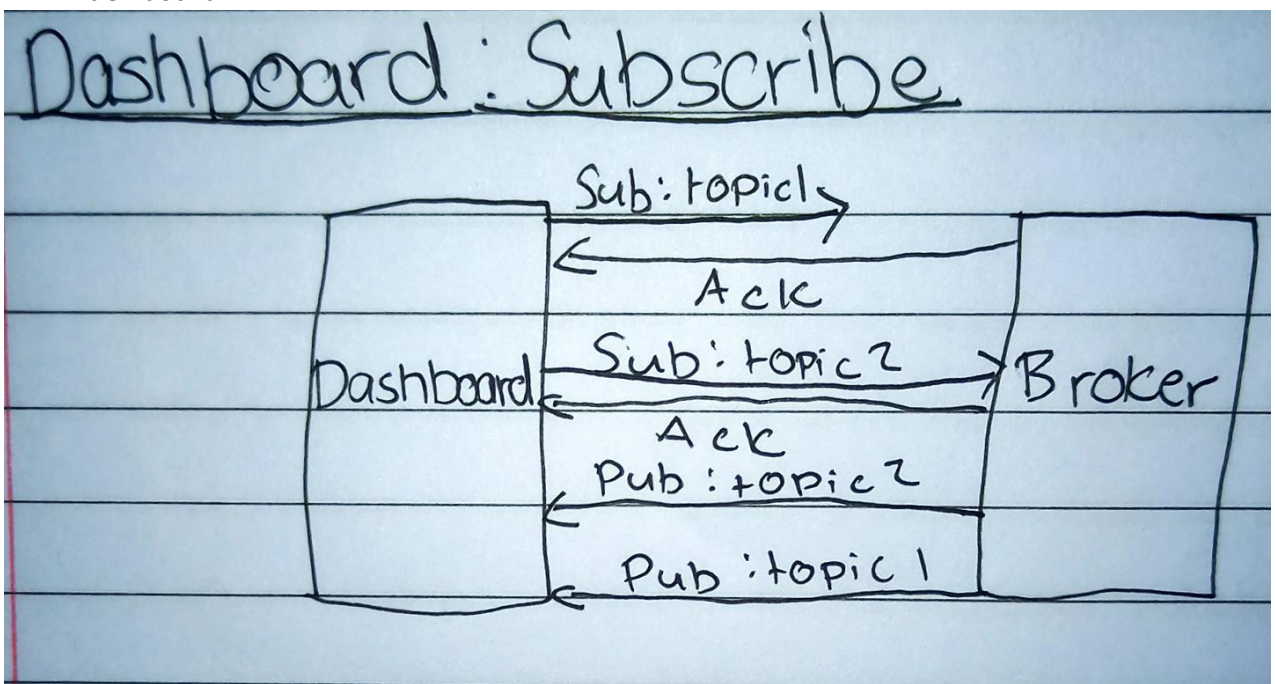 Dashboard : Subscribe
Sub: topic1
Ack
Sub: topic2
Dashboard
Broker
Ack
Pub: topic2
Pub: topic1